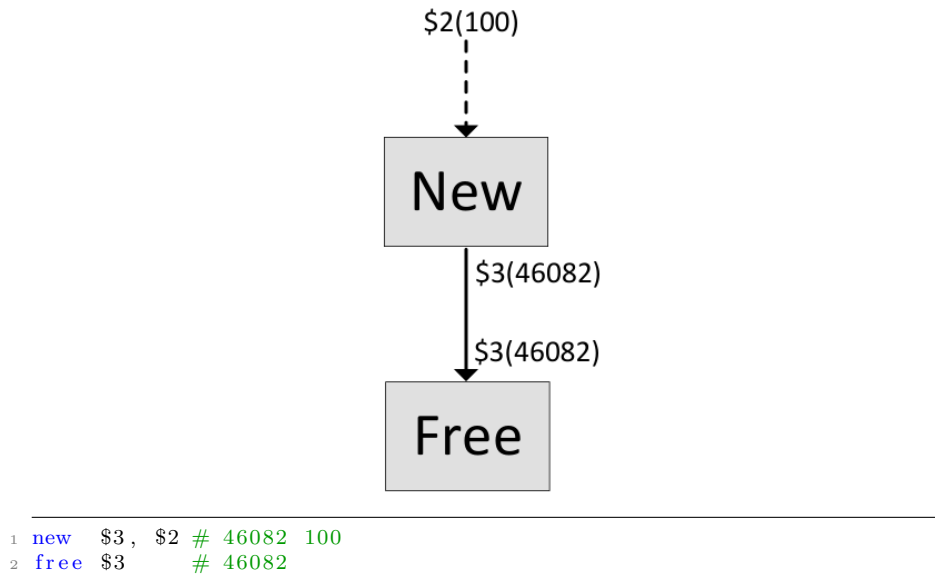 $2(100)
New
$3(46082)
$3(46082)
Free
1 new $3, $2 # 46082 100
2 free $3 # 46082